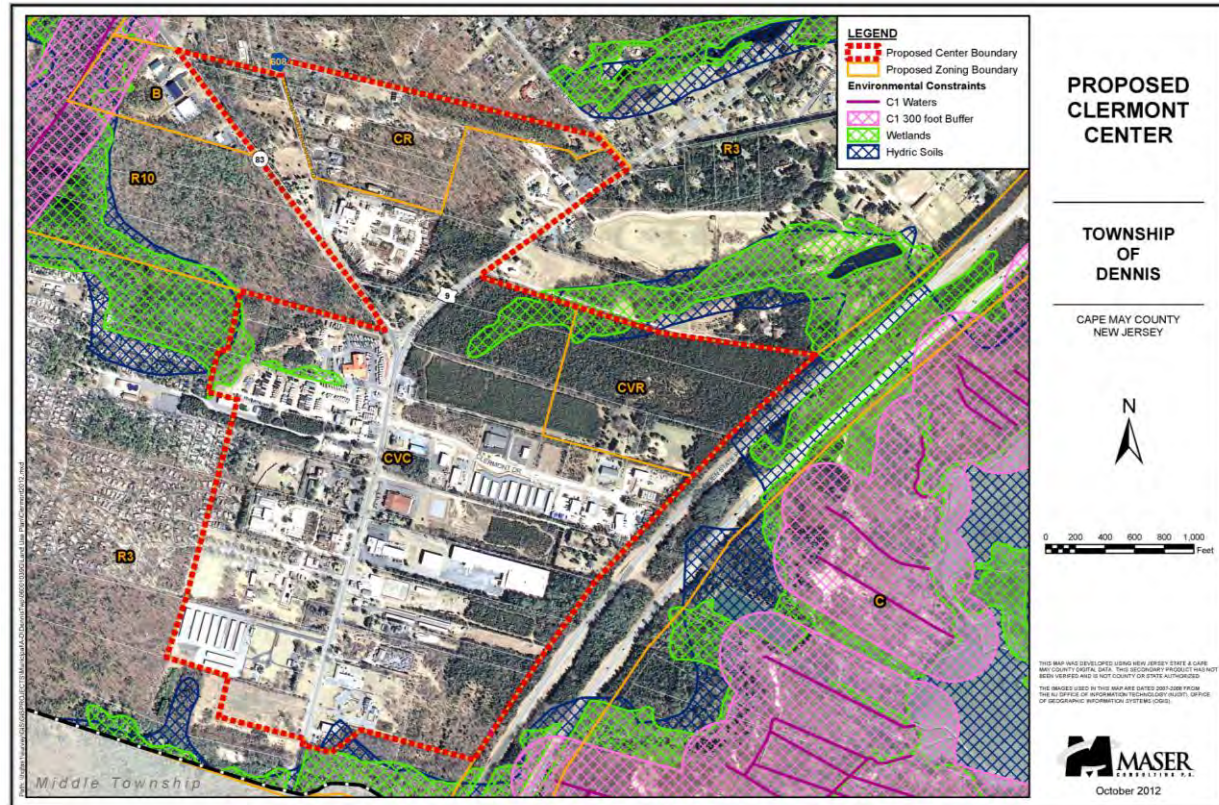 LEGEND
Proposed Center Boundary
Proposed Zoning Boundary
Environmental Constraints
C1 Waters
C1 300 foot Buffer
Wetlands
Hydric Soils
PROPOSED
CLERMONT
CENTER
TOWNSHIP
OF
DENNIS
CAPE MAY COUNTY
NEW JERSEY
N
0 200 400 600 800 1,000
Feet
THIS MAP WAS DEVELOPED USING NEW JERSEY STATE & CAPE
MAY COUNTY DIGITAL DATA. THIS SECONDARY PRODUCT HAS NOT
BEEN VERIFIED AND IS NOT COUNTY OR STATE AUTHORIZED.
THE IMAGES USED IN THIS MAP ARE DATED 2007-2008 FROM
THE NJ OFFICE OF INFORMATION TECHNOLOGY (NJOIT), OFFICE
OF GEOGRAPHIC INFORMATION SYSTEMS (OGIS).
MASER
CONSULTING P.A.
October 2012
608
B
CR
R3
83
R10
9
CVR
CVC
CLERMONT DR
R3
C
Middle Township